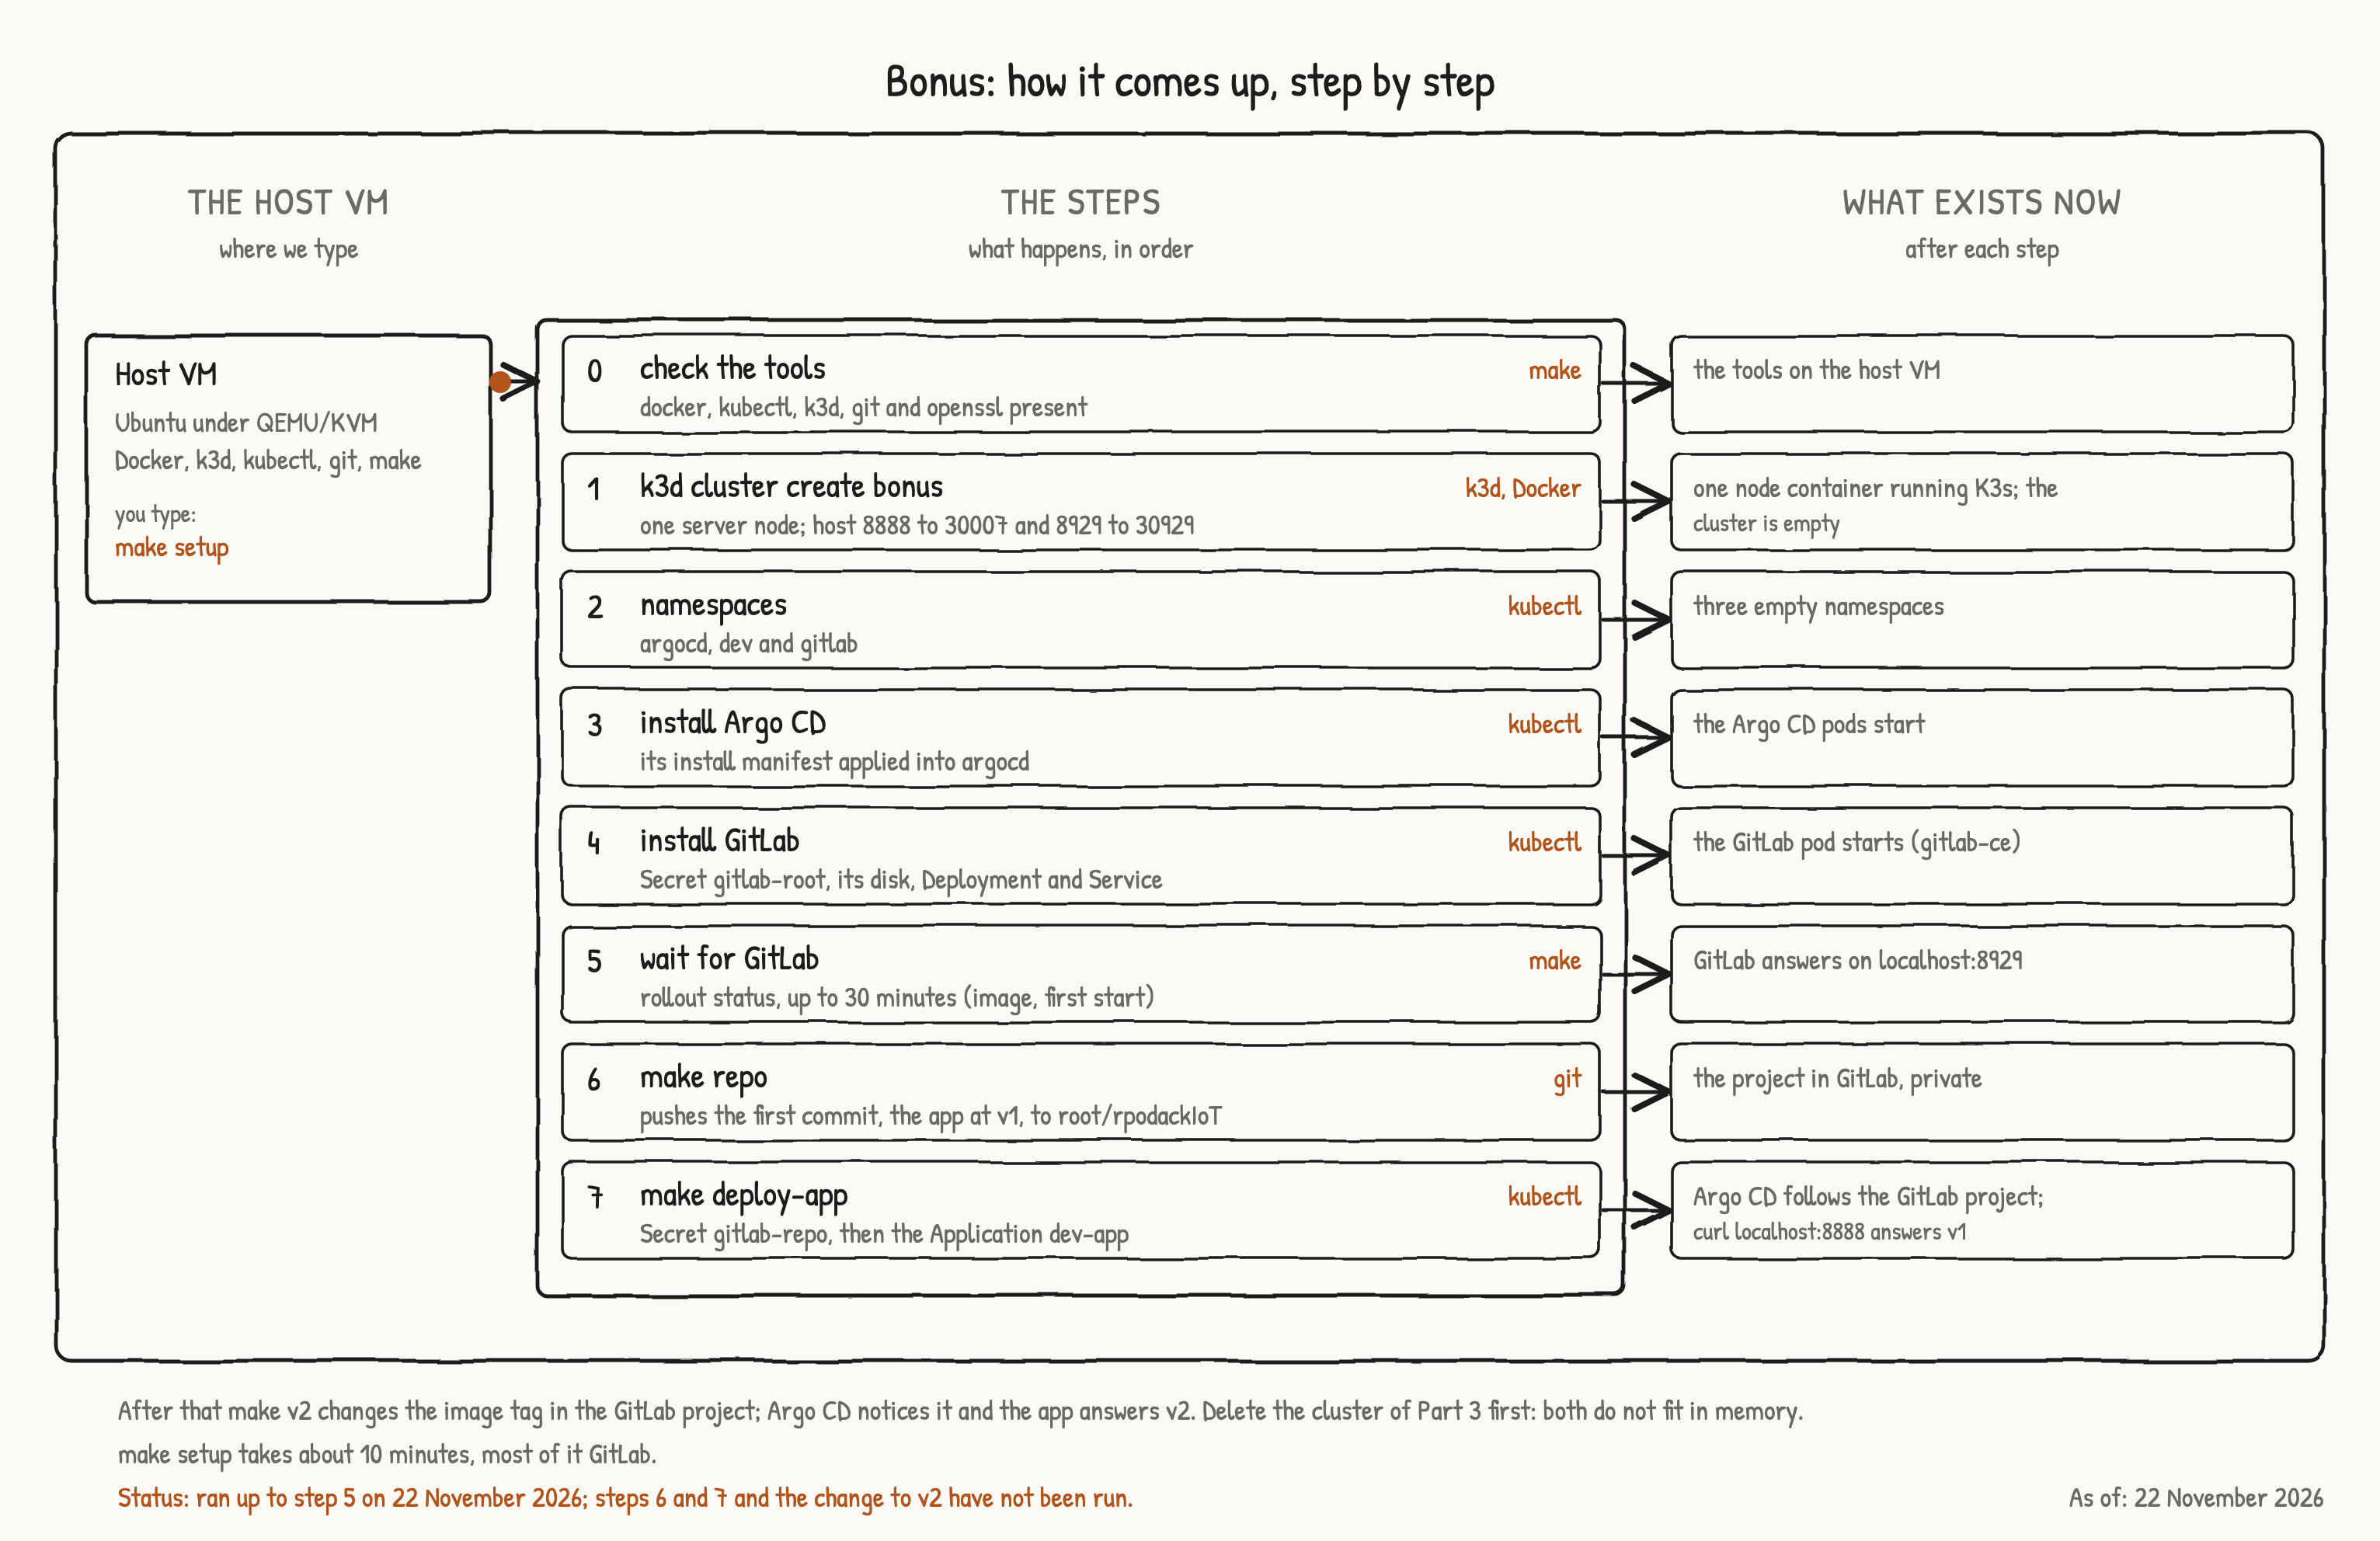 Bonus: how it comes up, step by step
THE HOST VM
where we type
THE STEPS
what happens, in order
WHAT EXISTS NOW
after each step
Host VM
Ubuntu under QEMU/KVM
Docker, k3d, kubectl, git, make
you type:
make setup
0 check the tools make
docker, kubectl, k3d, git and openssl present
the tools on the host VM
1 k3d cluster create bonus k3d, Docker
one server node; host 8888 to 30007 and 8929 to 30929
one node container running K3s; the
cluster is empty
2 namespaces kubectl
argocd, dev and gitlab
three empty namespaces
3 install Argo CD kubectl
its install manifest applied into argocd
the Argo CD pods start
4 install GitLab kubectl
Secret gitlab-root, its disk, Deployment and Service
the GitLab pod starts (gitlab-ce)
5 wait for GitLab make
rollout status, up to 30 minutes (image, first start)
GitLab answers on localhost:8929
6 make repo git
pushes the first commit, the app at v1, to root/rpodackIoT
the project in GitLab, private
7 make deploy-app kubectl
Secret gitlab-repo, then the Application dev-app
Argo CD follows the GitLab project;
curl localhost:8888 answers v1
After that make v2 changes the image tag in the GitLab project; Argo CD notices it and the app answers v2. Delete the cluster of Part 3 first: both do not fit in memory.
make setup takes about 10 minutes, most of it GitLab.
Status: ran up to step 5 on 22 November 2026; steps 6 and 7 and the change to v2 have not been run.
As of: 22 November 2026